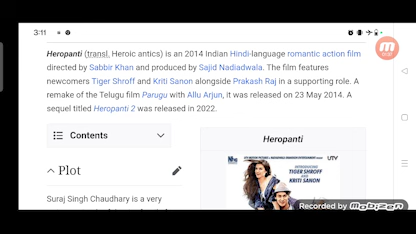 3:11
Heropanti (transl. Heroic antics) is an 2014 Indian Hindi-language romantic action film
directed by Sabbir Khan and produced by Sajid Nadiadwala. The film features
newcomers Tiger Shroff and Kriti Sanon alongside Prakash Raj in a supporting role. A
remake of the Telugu film Parugu with Allu Arjun, it was released on 23 May 2014. A
sequel titled Heropanti 2 was released in 2022.
Contents
Heropanti
Plot
UTV
INTRODUCING
TIGER SHROFF
AND
KRITI SANON
Suraj Singh Chaudhary is a very
Recorded by MOBIZEN